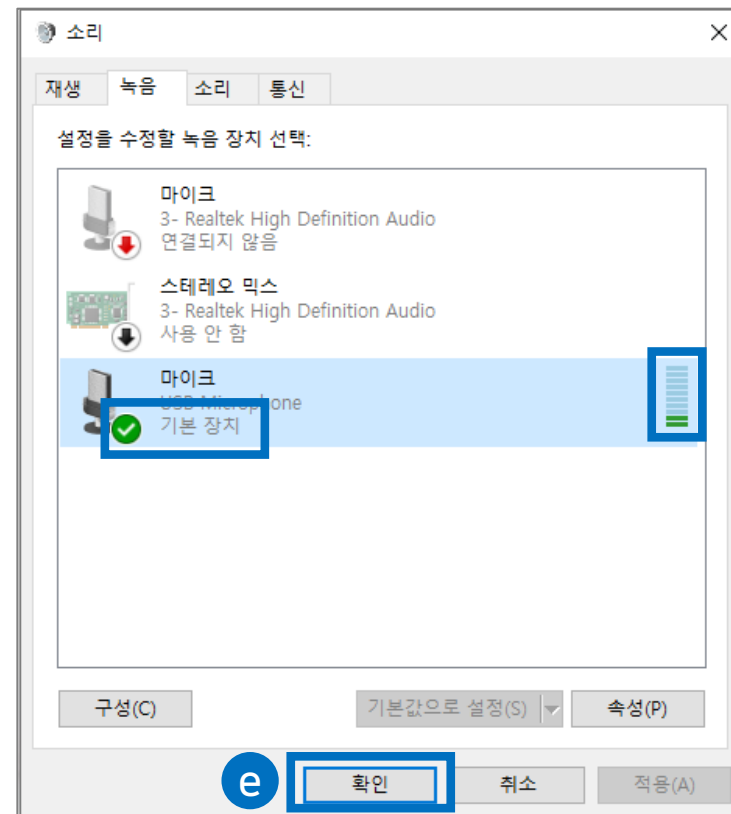 소리
재생 녹음 소리 통신
설정을 수정할 녹음 장치 선택:
마이크
3- Realtek High Definition Audio
연결되지 않음
스테레오 믹스
3- Realtek High Definition Audio
사용 안 함
마이크
USB Microphone
기본 장치
구성(C) 기본값으로 설정(S) 속성(P)
e 확인 취소 적용(A)